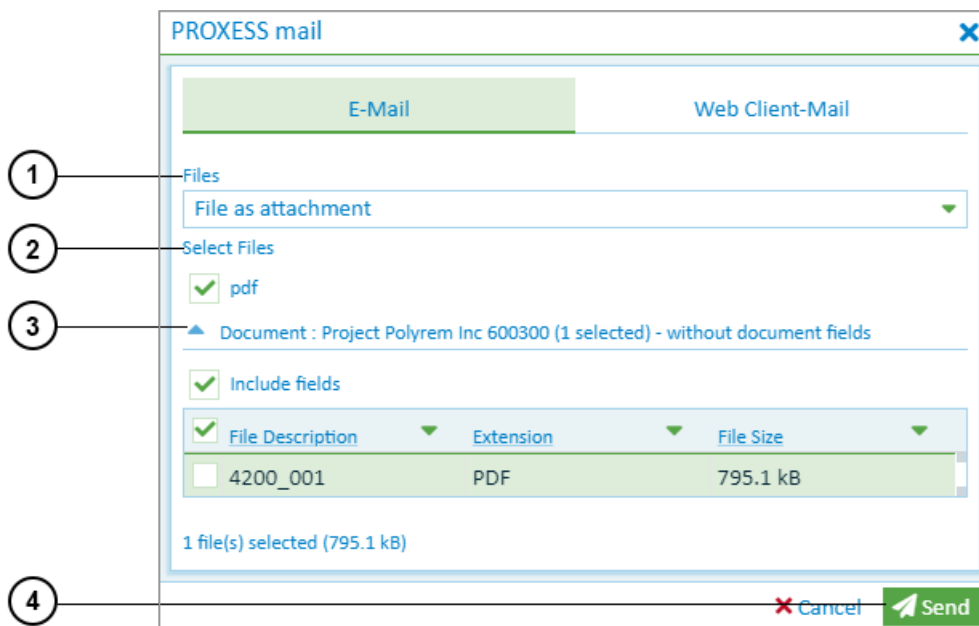 PROXESS mail
E-Mail Web Client-Mail
1 Files
File as attachment
2 Select Files
pdf
3 Document : Project Polyrem Inc 600300 (1 selected) - without document fields
Include fields
File Description Extension File Size
4200_001 PDF 795.1 kB
1 file(s) selected (795.1 kB)
4 Cancel Send